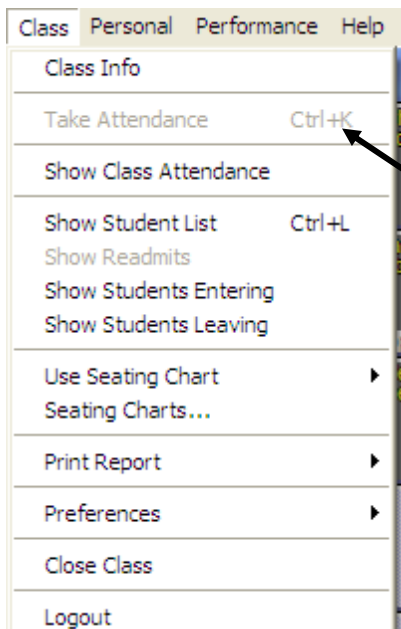 Class Personal Performance Help
Class Info
Take Attendance Ctrl+K
Show Class Attendance
Show Student List Ctrl+L
Show Readmits
Show Students Entering
Show Students Leaving
Use Seating Chart
Seating Charts...
Print Report
Preferences
Close Class
Logout